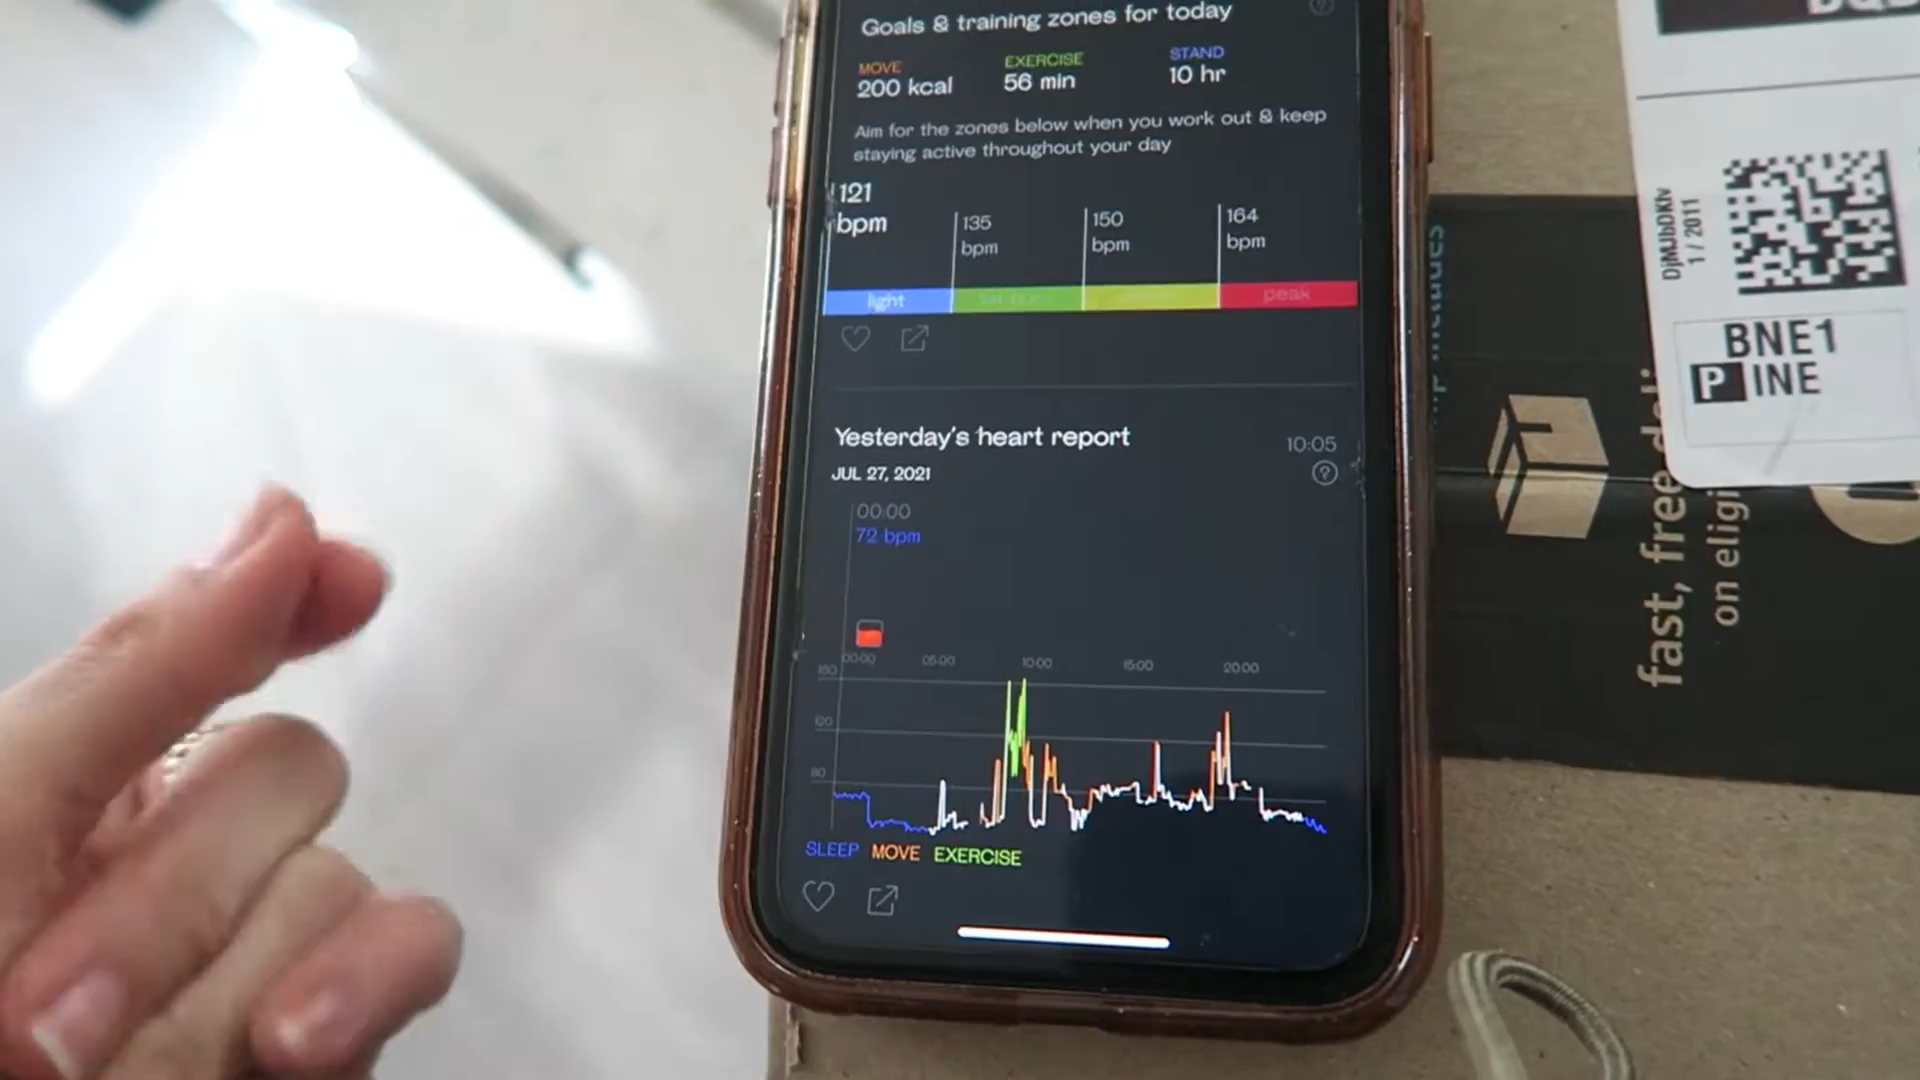 Goals & training zones for today
MOVE EXERCISE STAND
200 kcal 56 min 10 hr
Aim for the zones below when you work out & keep
staying active throughout your day
121 bpm
135 bpm
150 bpm
164 bpm
light peak
Yesterday's heart report 10:05
JUL 27, 2021
00:00
72 bpm
00:00 05:00 10:00 15:00 20:00
120
80
SLEEP MOVE EXERCISE
1 / 2011
BNE1
P INE
fast, free
on eligi